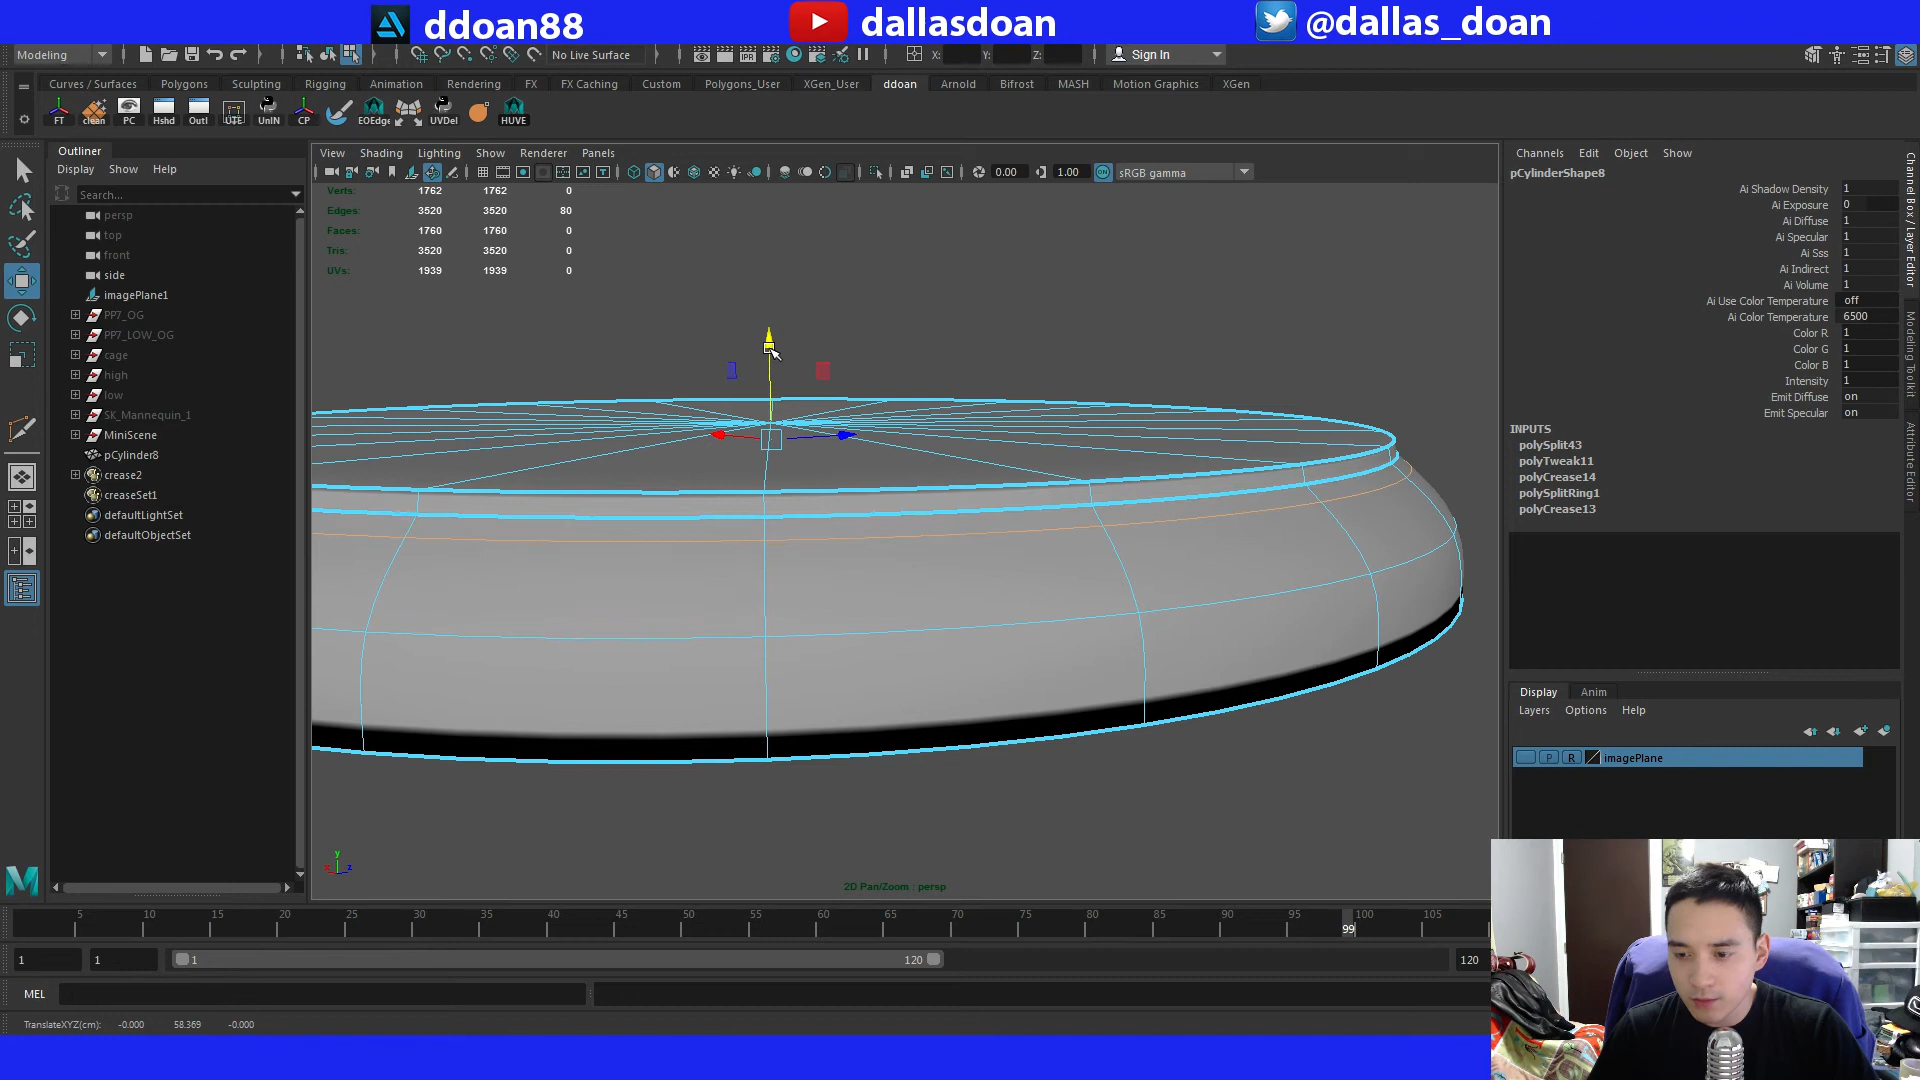 ddoan88 dallasdoan @dallas_doan
Modeling No Live Surface X: Y: Z: Sign In
Curves / Surfaces Polygons Sculpting Rigging Animation Rendering FX FX Caching Custom Polygons_User XGen_User ddoan Arnold Bifrost MASH Motion Graphics XGen
FT clean PC Hshd Outl UTE UnIN CP EOEdge UVDel HUVE
Outliner
Display Show Help
Search...
persp
top
front
side
imagePlane1
PP7_OG
PP7_LOW_OG
cage
high
low
SK_Mannequin_1
MiniScene
pCylinder8
crease2
creaseSet1
defaultLightSet
defaultObjectSet
View Shading Lighting Show Renderer Panels
0.00 1.00 ON sRGB gamma
Verts: 1762 1762 0
Edges: 3520 3520 80
Faces: 1760 1760 0
Tris: 3520 3520 0
UVs: 1939 1939 0
y
x z
2D Pan/Zoom : persp
Channels Edit Object Show
pCylinderShape8
Ai Shadow Density 1
Ai Exposure 0
Ai Diffuse 1
Ai Specular 1
Ai Sss 1
Ai Indirect 1
Ai Volume 1
Ai Use Color Temperature off
Ai Color Temperature 6500
Color R 1
Color G 1
Color B 1
Intensity 1
Emit Diffuse on
Emit Specular on
INPUTS
polySplit43
polyTweak11
polyCrease14
polySplitRing1
polyCrease13
Channel Box / Layer Editor
Modeling Toolkit
Attribute Editor
Display Anim
Layers Options Help
P R imagePlane
5 10 15 20 25 30 35 40 45 50 55 60 65 70 75 80 85 90 95 100 105
99
1 1 1 120 120
MEL
TranslateXYZ(cm): -0.000 58.369 -0.000